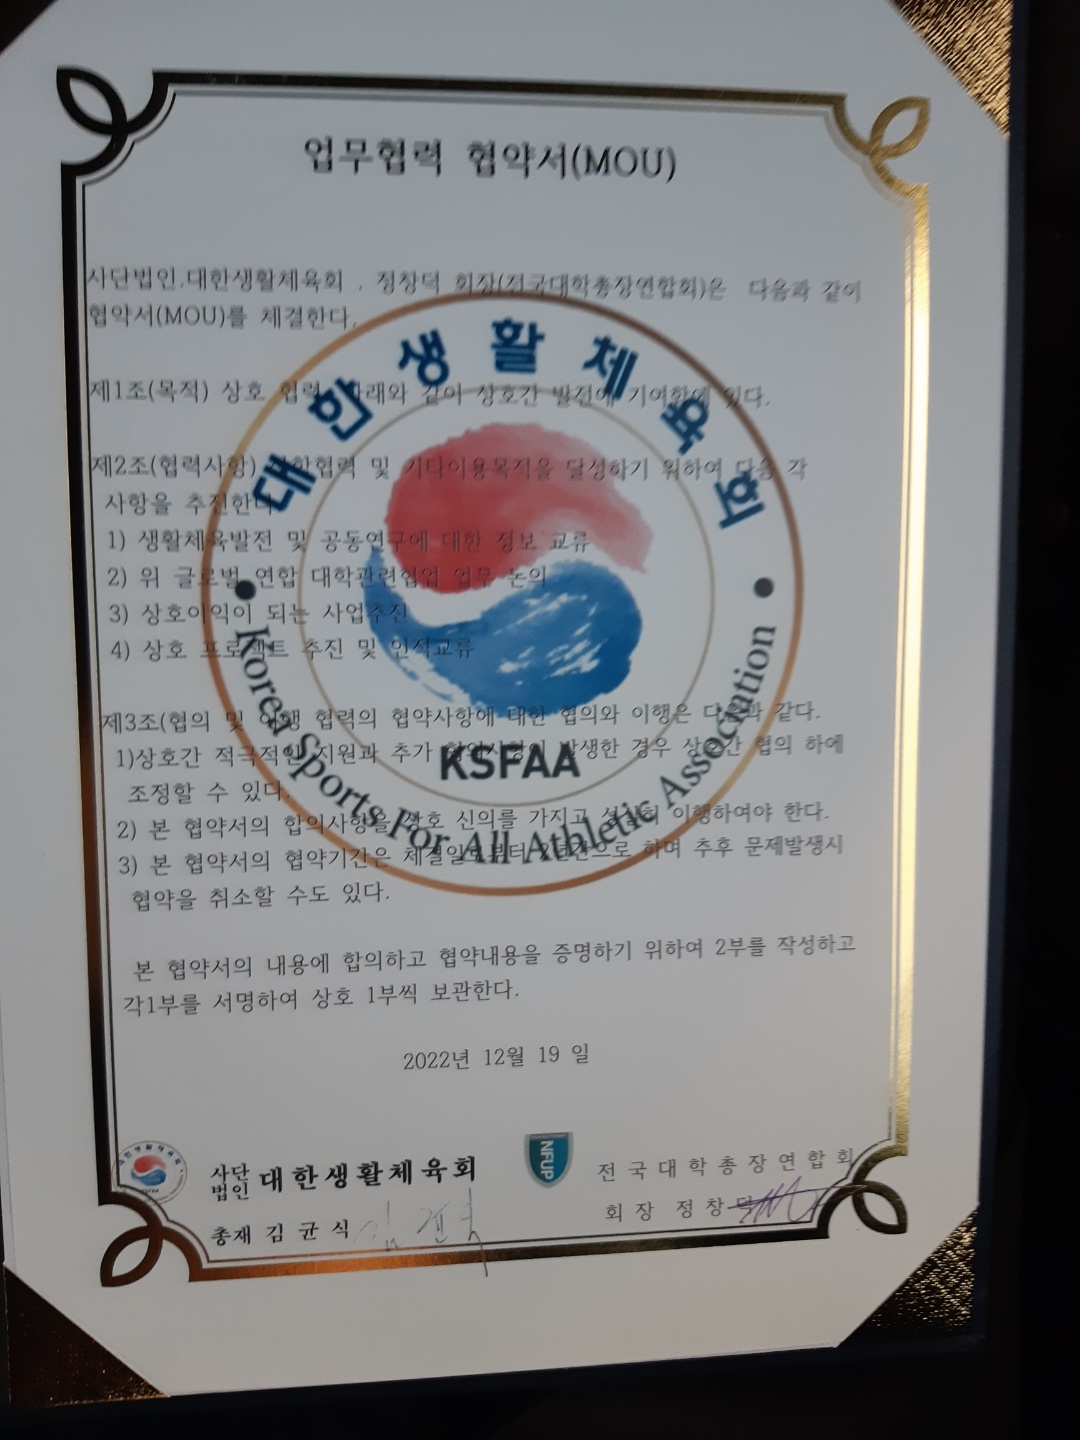 업무협력 협약서(MOU)
사단법인.대한생활체육회 , 정창덕 회장(전국대학총장연합회)은 다음과 같이
협약서(MOU)를 체결한다.
대한생활체육회
제1조(목적) 상호 협력 아래와 같이 상호간 발전에 기여함에 있다.
제2조(협력사항) 협력 및 기타이용목적을 달성하기 위하여 다음 각
사항을 추진한다
1) 생활체육발전 및 공동연구에 대한 정보 교류
2) 위 글로벌 연합 대학관련협업 업무 논의
3) 상호이익이 되는 사업추진
4) 상호 프로젝트 추진 및 인적교류
제3조(협의 및 이행 협력의 협약사항에 대한 협의와 이행은 다음과 같다.
1)상호간 적극적인 지원과 추가 발생한 경우 상호간 협의 하에
조정할 수 있다.
2) 본 협약서의 합의사항을 상호 신의를 가지고 성실히 이행하여야 한다.
3) 본 협약서의 협약기간은 체결일로부터 하며 추후 문제발생시
협약을 취소할 수도 있다.
KSFAA
Korea Sports For All Athletic Association
본 협약서의 내용에 합의하고 협약내용을 증명하기 위하여 2부를 작성하고
각1부를 서명하여 상호 1부씩 보관한다.
2022년 12월 19 일
사단법인 대한생활체육회
총재 김균식
NFUP
전국대학총장연합회
회장 정창덕